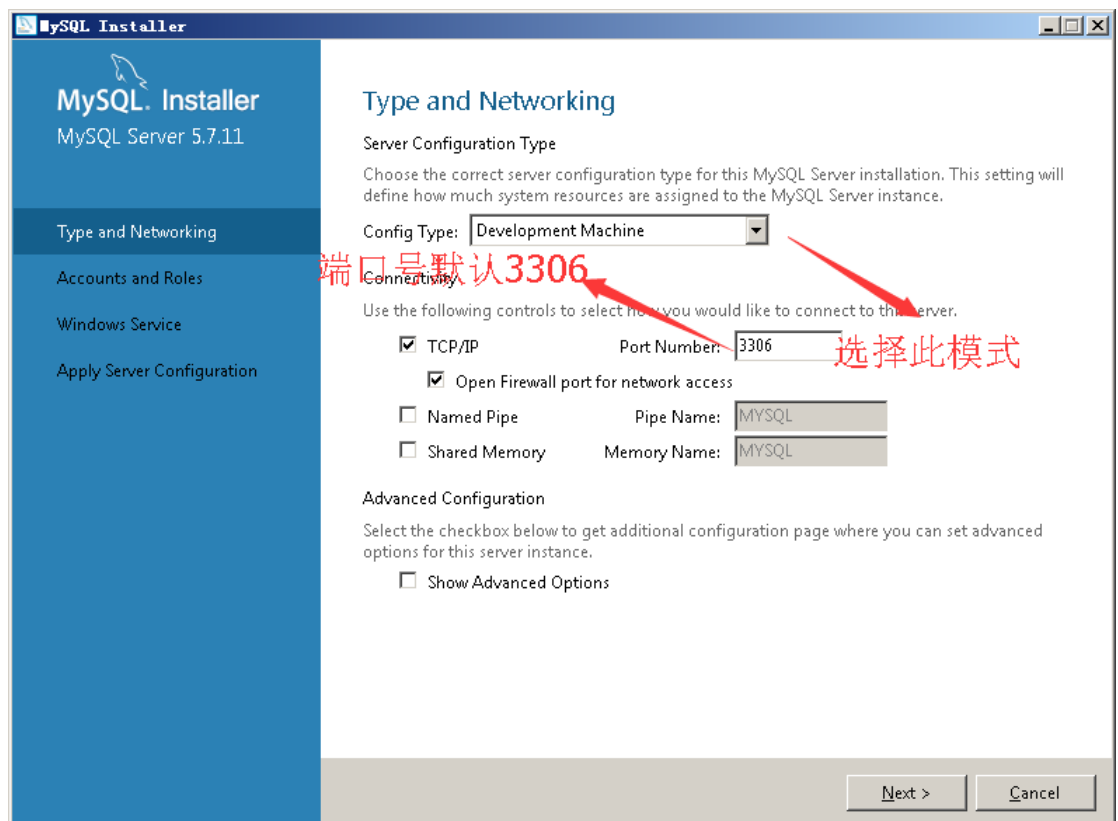 MySQL Installer
MySQL. Installer
MySQL Server 5.7.11
Type and Networking
Accounts and Roles
Windows Service
Apply Server Configuration
Type and Networking
Server Configuration Type
Choose the correct server configuration type for this MySQL Server installation. This setting will
define how much system resources are assigned to the MySQL Server instance.
Config Type: Development Machine
端口号默认3306
Connectivity
Use the following controls to select how you would like to connect to this server.
TCP/IP Port Number: 3306
选择此模式
Open Firewall port for network access
Named Pipe Pipe Name: MYSQL
Shared Memory Memory Name: MYSQL
Advanced Configuration
Select the checkbox below to get additional configuration page where you can set advanced
options for this server instance.
Show Advanced Options
Next > Cancel